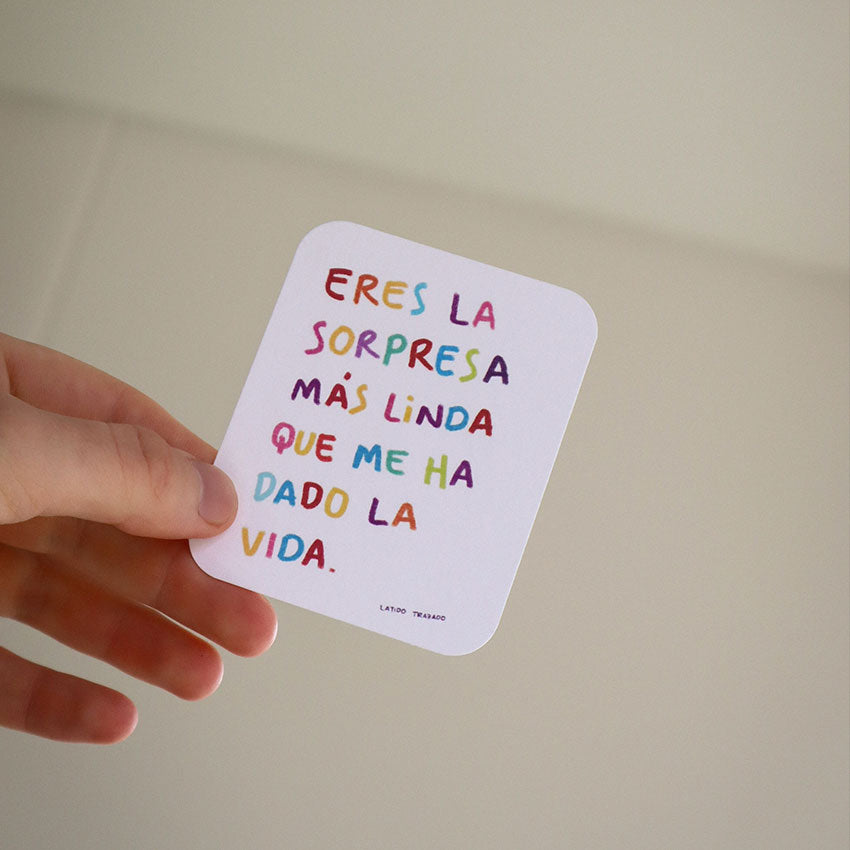 ERES LA
SORPRESA
MÁS LiNDA
QUE ME HA
DADO LA
VIDA.
LATIDO TRAZADO